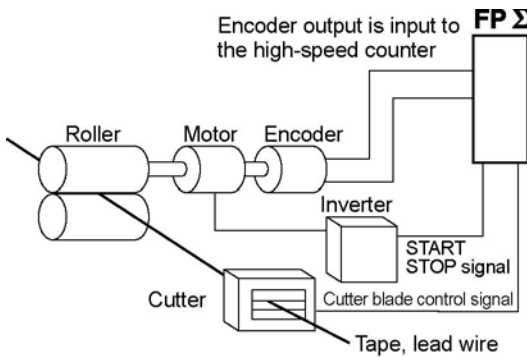 Encoder output is input to
the high-speed counter
FP Σ
Roller
Motor
Encoder
Inverter
START
STOP signal
Cutter
Cutter blade control signal
Tape, lead wire